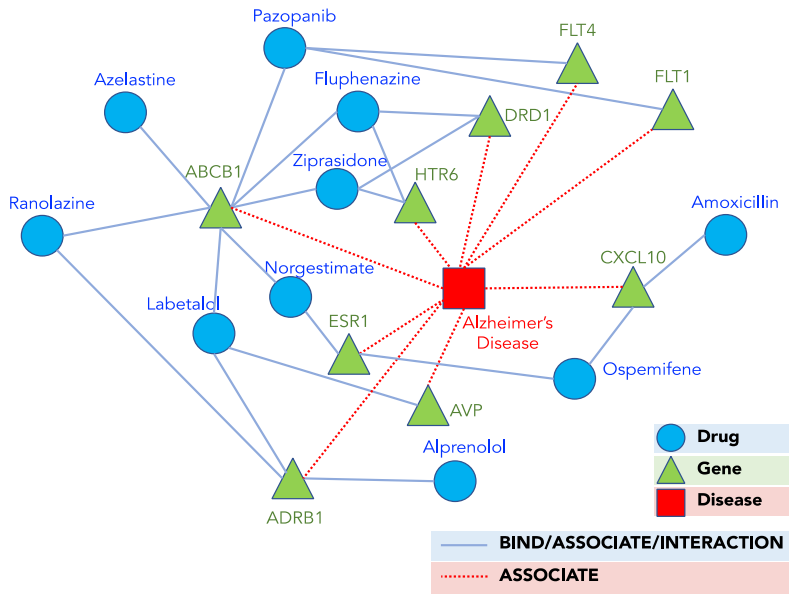 Pazopanib
FLT4
Azelastine
Fluphenazine
FLT1
DRD1
ABCB1
Ziprasidone
HTR6
Ranolazine
Amoxicillin
CXCL10
Norgestimate
Labetalol
ESR1
Alzheimer's
Disease
Ospemifene
AVP
Alprenolol
ADRB1
Drug
Gene
Disease
BIND/ASSOCIATE/INTERACTION
ASSOCIATE